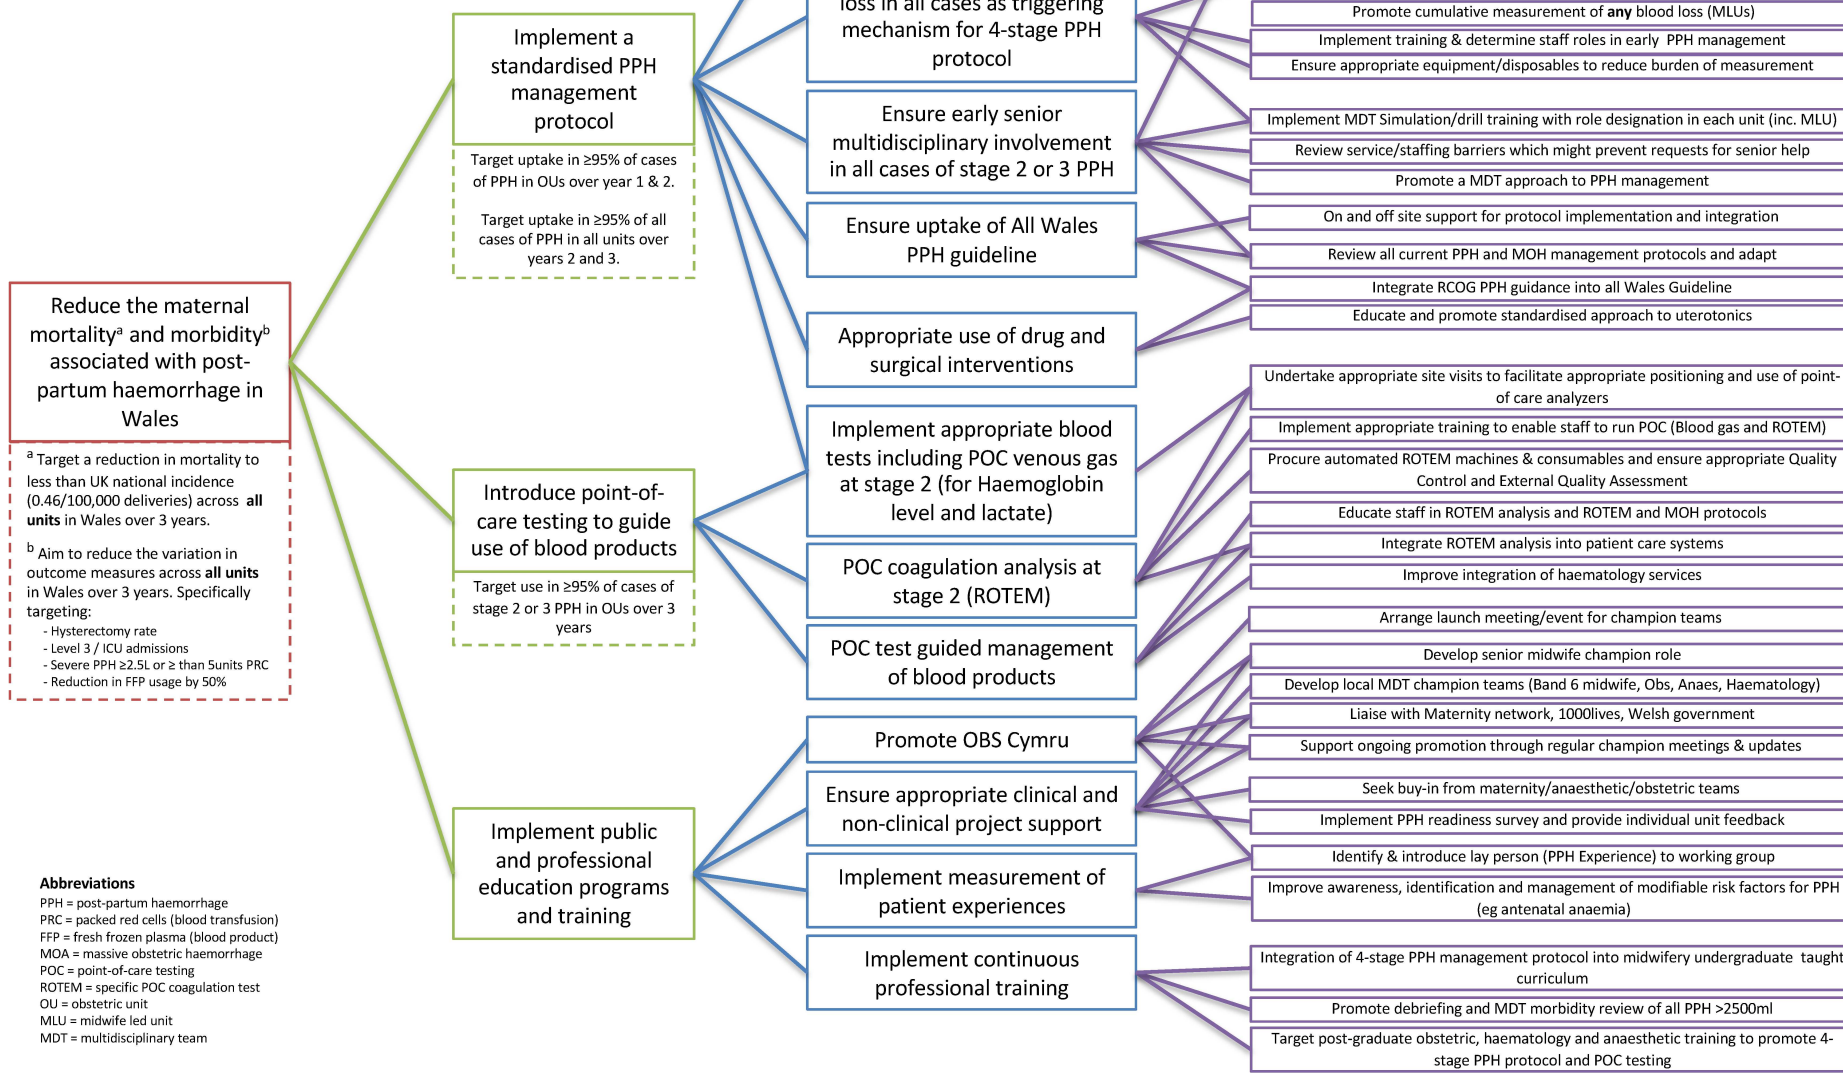 Reduce the maternal
mortalityᵃ and morbidityᵇ
associated with post-
partum haemorrhage in
Wales
ᵃ Target a reduction in mortality to
less than UK national incidence
(0.46/100,000 deliveries) across all
units in Wales over 3 years.
ᵇ Aim to reduce the variation in
outcome measures across all units
in Wales over 3 years. Specifically
targeting:
- Hysterectomy rate
- Level 3 / ICU admissions
- Severe PPH ≥2.5L or ≥ than 5units PRC
- Reduction in FFP usage by 50%
Abbreviations
PPH = post-partum haemorrhage
PRC = packed red cells (blood transfusion)
FFP = fresh frozen plasma (blood product)
MOA = massive obstetric haemorrhage
POC = point-of-care testing
ROTEM = specific POC coagulation test
OU = obstetric unit
MLU = midwife led unit
MDT = multidisciplinary team
Implement a
standardised PPH
management
protocol
Target uptake in ≥95% of cases
of PPH in OUs over year 1 & 2.
Target uptake in ≥95% of all
cases of PPH in all units over
years 2 and 3.
Introduce point-of-
care testing to guide
use of blood products
Target use in ≥95% of cases of
stage 2 or 3 PPH in OUs over 3
years
Implement public
and professional
education programs
and training
loss in all cases as triggering
mechanism for 4-stage PPH
protocol
Ensure early senior
multidisciplinary involvement
in all cases of stage 2 or 3 PPH
Ensure uptake of All Wales
PPH guideline
Appropriate use of drug and
surgical interventions
Implement appropriate blood
tests including POC venous gas
at stage 2 (for Haemoglobin
level and lactate)
POC coagulation analysis at
stage 2 (ROTEM)
POC test guided management
of blood products
Promote OBS Cymru
Ensure appropriate clinical and
non-clinical project support
Implement measurement of
patient experiences
Implement continuous
professional training
Promote cumulative measurement of any blood loss (MLUs)
Implement training & determine staff roles in early PPH management
Ensure appropriate equipment/disposables to reduce burden of measurement
Implement MDT Simulation/drill training with role designation in each unit (inc. MLU)
Review service/staffing barriers which might prevent requests for senior help
Promote a MDT approach to PPH management
On and off site support for protocol implementation and integration
Review all current PPH and MOH management protocols and adapt
Integrate RCOG PPH guidance into all Wales Guideline
Educate and promote standardised approach to uterotonics
Undertake appropriate site visits to facilitate appropriate positioning and use of point-
of care analyzers
Implement appropriate training to enable staff to run POC (Blood gas and ROTEM)
Procure automated ROTEM machines & consumables and ensure appropriate Quality
Control and External Quality Assessment
Educate staff in ROTEM analysis and ROTEM and MOH protocols
Integrate ROTEM analysis into patient care systems
Improve integration of haematology services
Arrange launch meeting/event for champion teams
Develop senior midwife champion role
Develop local MDT champion teams (Band 6 midwife, Obs, Anaes, Haematology)
Liaise with Maternity network, 1000lives, Welsh government
Support ongoing promotion through regular champion meetings & updates
Seek buy-in from maternity/anaesthetic/obstetric teams
Implement PPH readiness survey and provide individual unit feedback
Identify & introduce lay person (PPH Experience) to working group
Improve awareness, identification and management of modifiable risk factors for PPH
(eg antenatal anaemia)
Integration of 4-stage PPH management protocol into midwifery undergraduate taught
curriculum
Promote debriefing and MDT morbidity review of all PPH >2500ml
Target post-graduate obstetric, haematology and anaesthetic training to promote 4-
stage PPH protocol and POC testing